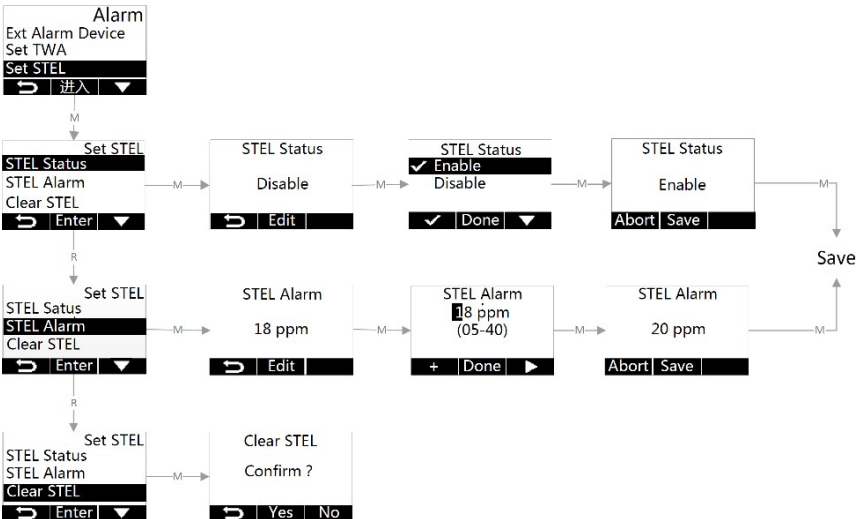 Alarm
Ext Alarm Device
Set TWA
Set STEL
进入
M
Set STEL
STEL Status
STEL Alarm
Clear STEL
Enter
M
STEL Status
Disable
Edit
M
STEL Status
✓ Enable
Disable
✓ Done
M
STEL Status
Enable
Abort Save
M
Save
R
Set STEL
STEL Satus
STEL Alarm
Clear STEL
Enter
M
STEL Alarm
18 ppm
Edit
M
STEL Alarm
18 ppm
(05-40)
+ Done
M
STEL Alarm
20 ppm
Abort Save
M
R
Set STEL
STEL Status
STEL Alarm
Clear STEL
Enter
M
Clear STEL
Confirm ?
Yes No